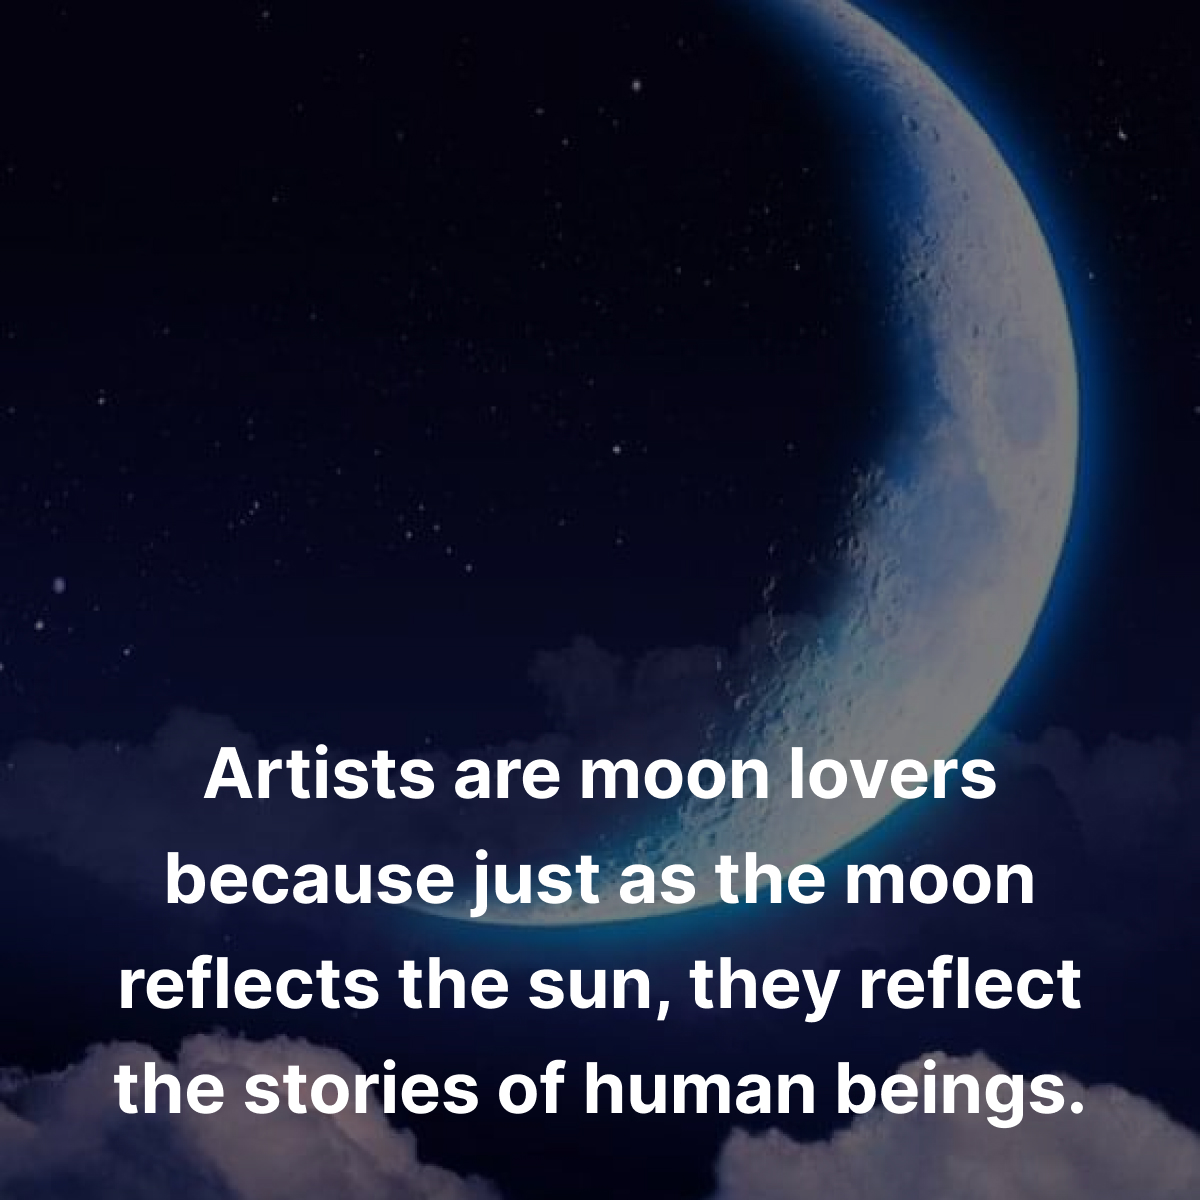 Artists are moon lovers
because just as the moon
reflects the sun, they reflect
the stories of human beings.